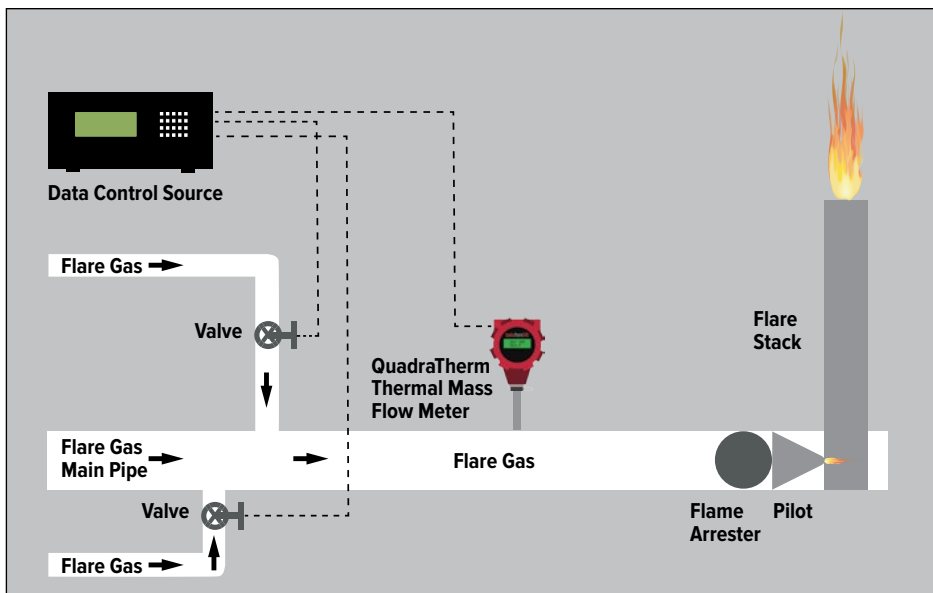 Data Control Source
Flare Gas
Valve
QuadraTherm
Thermal Mass
Flow Meter
Flare
Stack
Flare Gas
Main Pipe
Flare Gas
Valve
Flame
Arrester
Pilot
Flare Gas